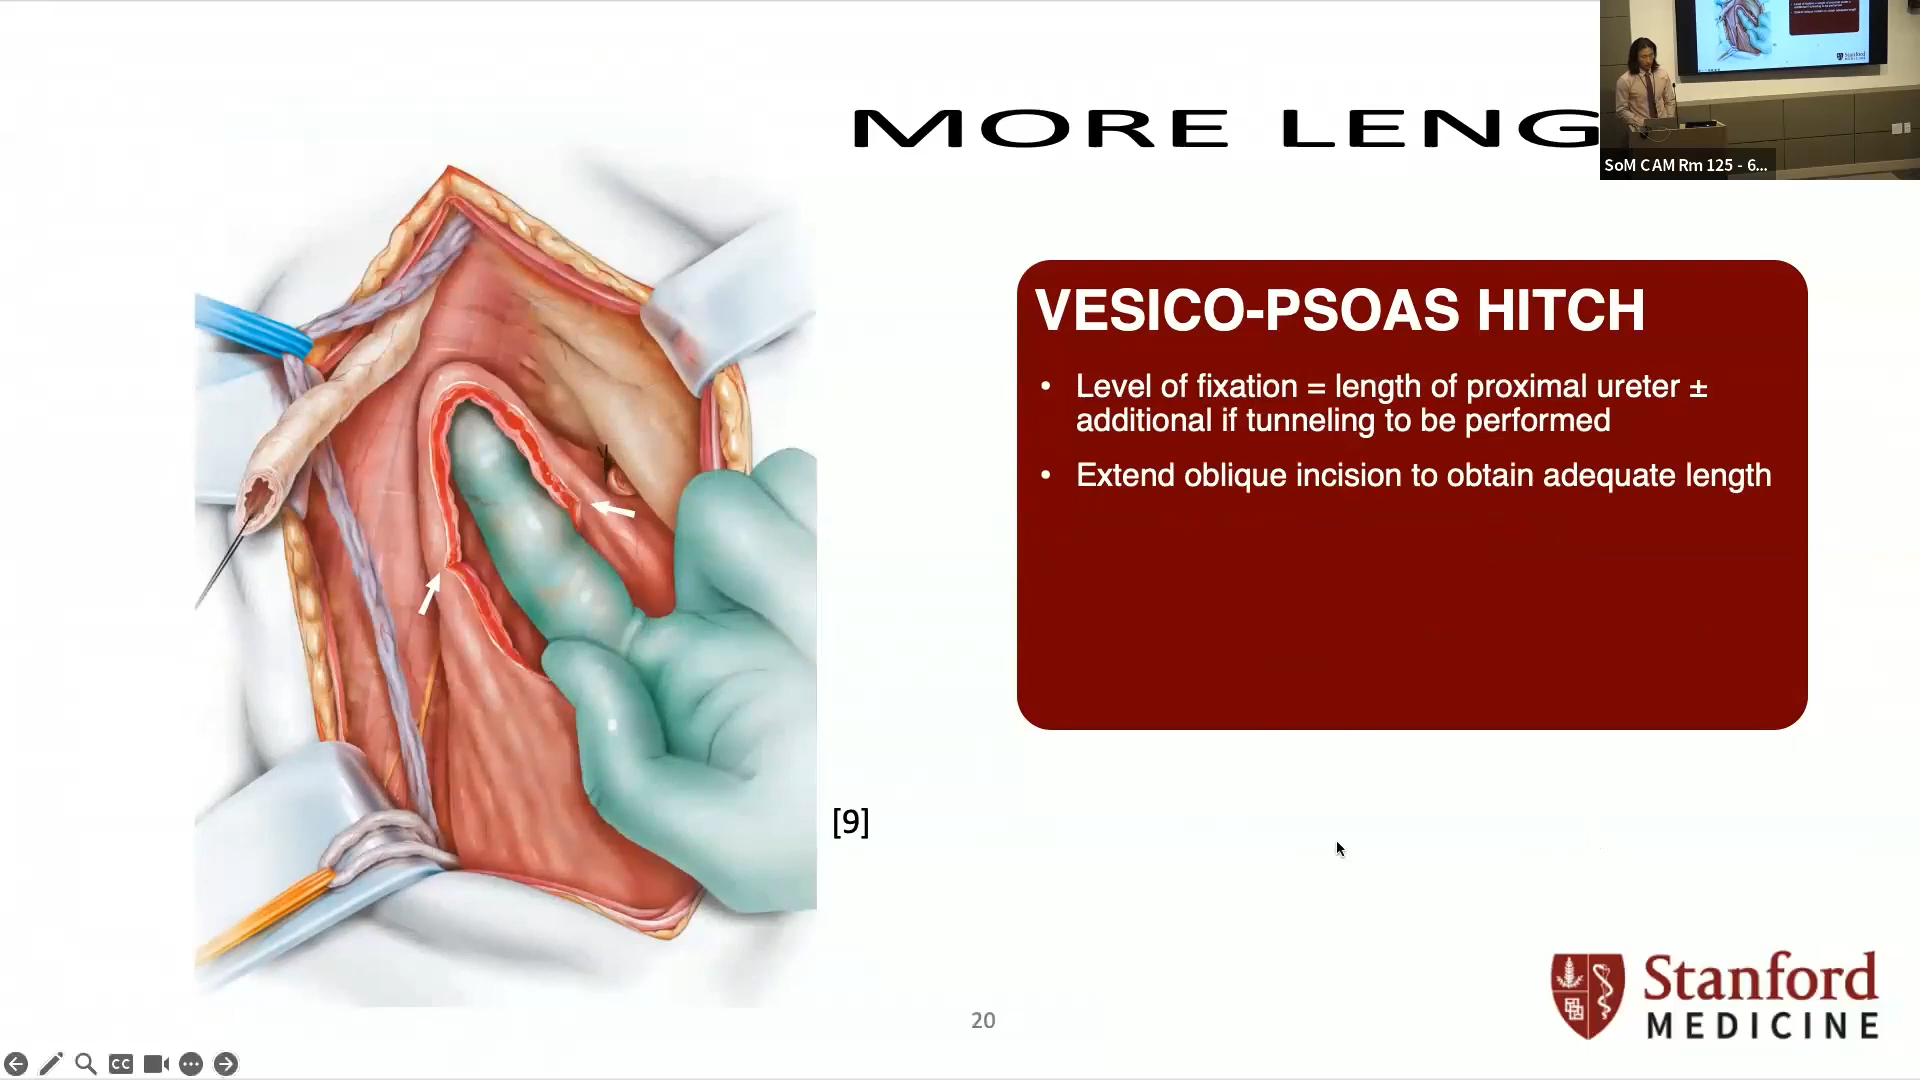 MORE LENG
SoM CAM Rm 125 - 6...
VESICO-PSOAS HITCH
• Level of fixation = length of proximal ureter ±
additional if tunneling to be performed
• Extend oblique incision to obtain adequate length
[9]
20
Stanford
MEDICINE
CC